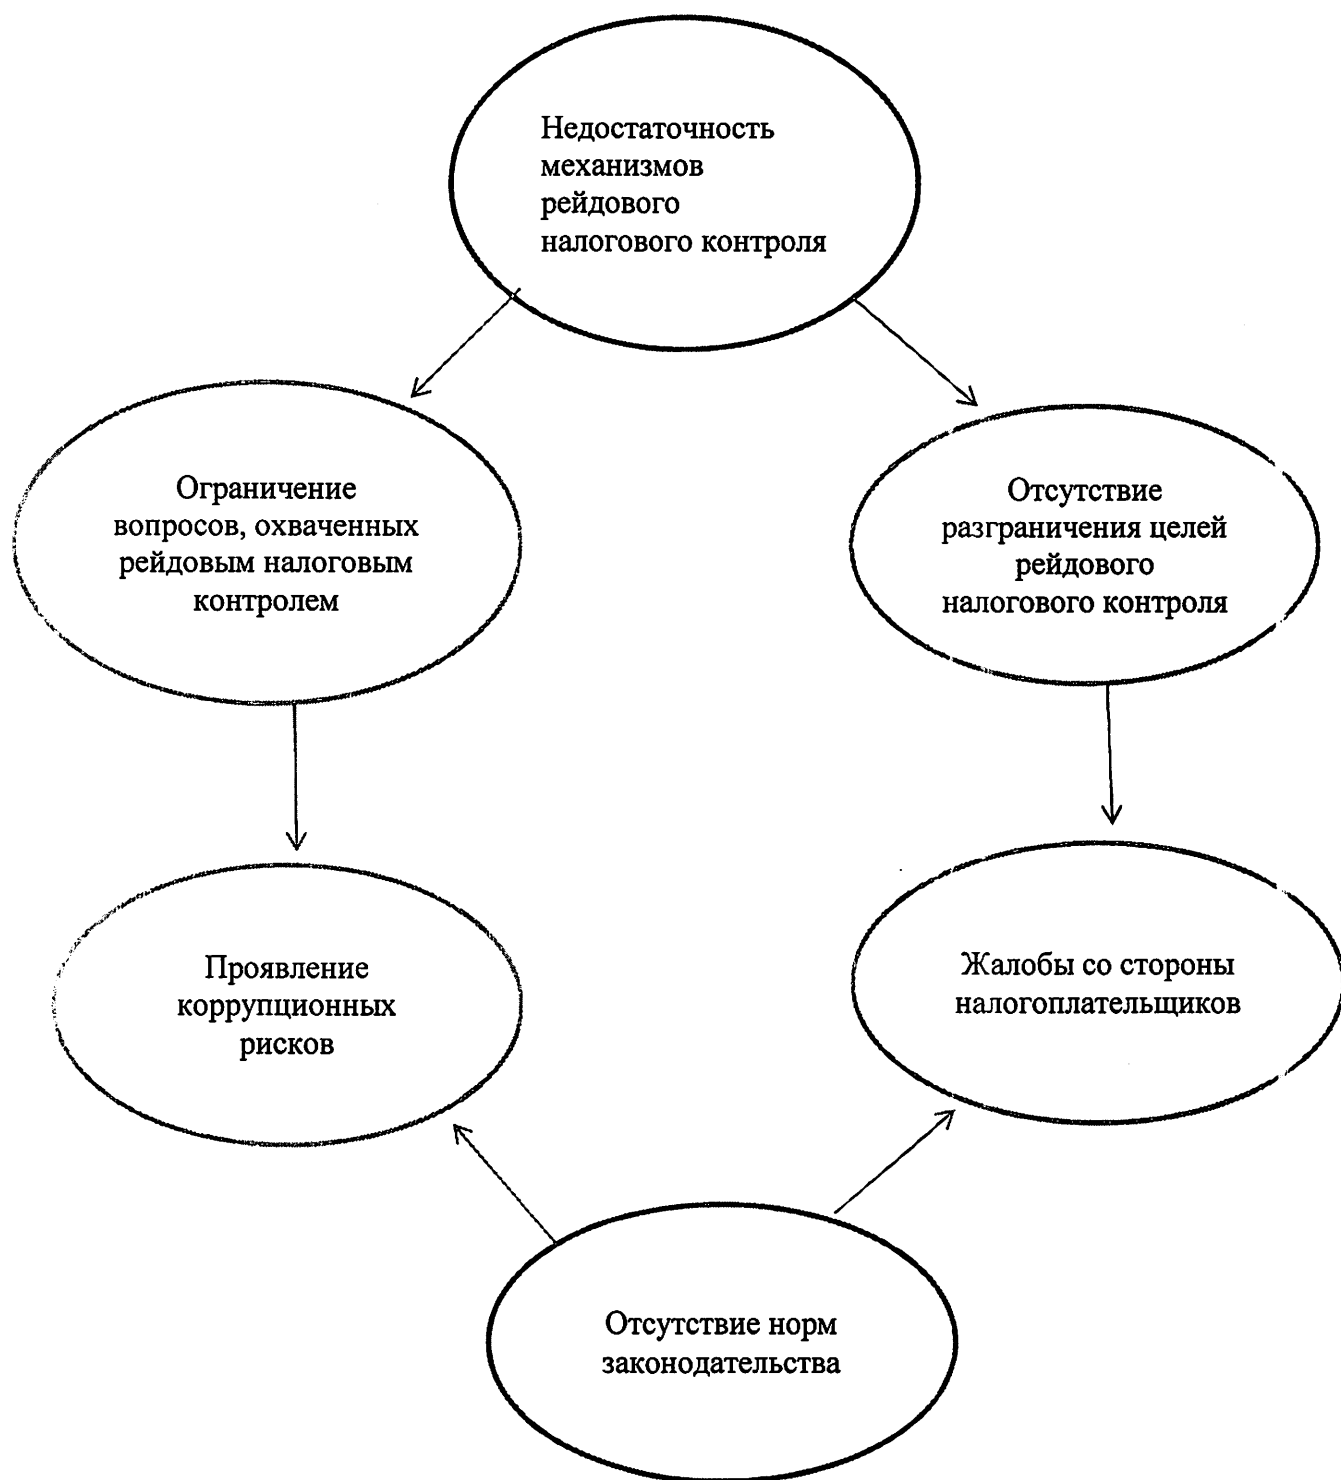 Недостаточность
механизмов
рейдового
налогового контроля
Ограничение
вопросов, охваченных
рейдовым налоговым
контролем
Отсутствие
разграничения целей
рейдового
налогового контроля
Проявление
коррупционных
рисков
Жалобы со стороны
налогоплательщиков
Отсутствие норм
законодательства